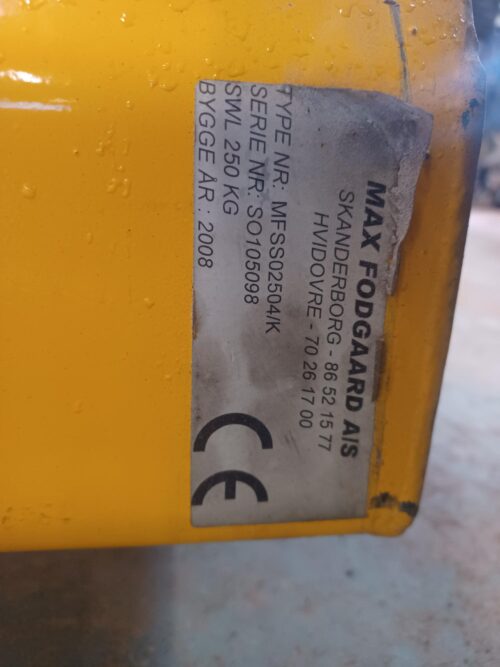 MAX FODGAARD A/S
SKANDERBORG - 86 52 15 77
HVIDOVRE - 70 26 17 00
TYPE NR: MFSS02504/K
SERIE NR: SO105098
SWL 250 KG
BYGGE ÅR : 2008
CE